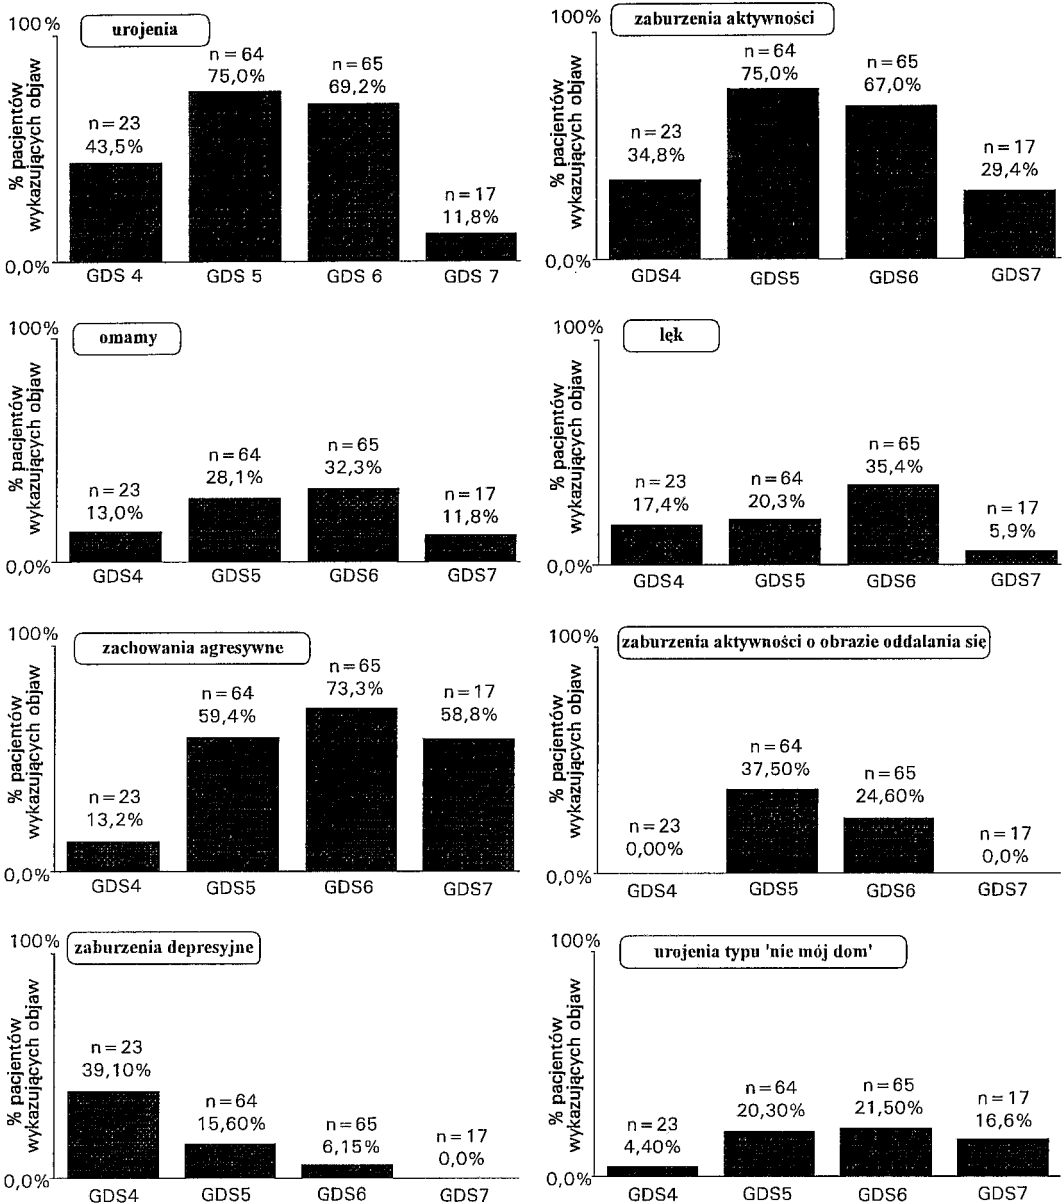 100%
urojenia
% pacjentów
wykazujących objaw
n=23
43,5%
n=64
75,0%
n=65
69,2%
n=17
11,8%
0,0%
GDS 4
GDS 5
GDS 6
GDS 7
100%
zaburzenia aktywności
% pacjentów
wykazujących objaw
n=23
34,8%
n=64
75,0%
n=65
67,0%
n=17
29,4%
0,0%
GDS4
GDS5
GDS6
GDS7
100%
omamy
% pacjentów
wykazujących objaw
n=23
13,0%
n=64
28,1%
n=65
32,3%
n=17
11,8%
0,0%
GDS4
GDS5
GDS6
GDS7
100%
lęk
% pacjentów
wykazujących objaw
n=23
17,4%
n=64
20,3%
n=65
35,4%
n=17
5,9%
0,0%
GDS4
GDS5
GDS6
GDS7
100%
zachowania agresywne
% pacjentów
wykazujących objaw
n=23
13,2%
n=64
59,4%
n=65
73,3%
n=17
58,8%
0,0%
GDS4
GDS5
GDS6
GDS7
100%
zaburzenia aktywności o obrazie oddalania się
% pacjentów
wykazujących objaw
n=23
0,00%
n=64
37,50%
n=65
24,60%
n=17
0,0%
0,0%
GDS4
GDS5
GDS6
GDS7
100%
zaburzenia depresyjne
% pacjentów
wykazujących objaw
n=23
39,10%
n=64
15,60%
n=65
6,15%
n=17
0,0%
0,0%
GDS4
GDS5
GDS6
GDS7
100%
urojenia typu 'nie mój dom'
% pacjentów
wykazujących objaw
n=23
4,40%
n=64
20,30%
n=65
21,50%
n=17
16,6%
0,0%
GDS4
GDS5
GDS6
GDS7